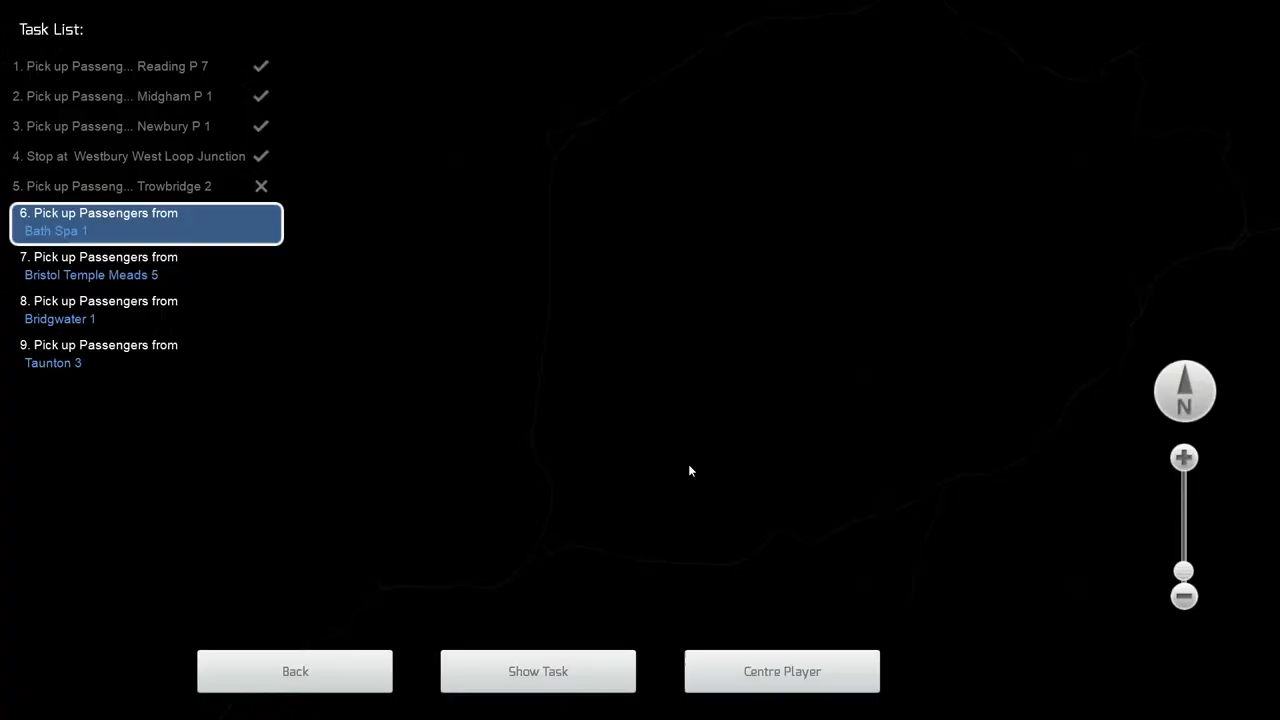 Task List:
1. Pick up Passeng... Reading P 7
2. Pick up Passeng... Midgham P 1
3. Pick up Passeng... Newbury P 1
4. Stop at  Westbury West Loop Junction
5. Pick up Passeng... Trowbridge 2
6. Pick up Passengers from
Bath Spa 1
7. Pick up Passengers from
Bristol Temple Meads 5
8. Pick up Passengers from
Bridgwater 1
9. Pick up Passengers from
Taunton 3
N
Back
Show Task
Centre Player